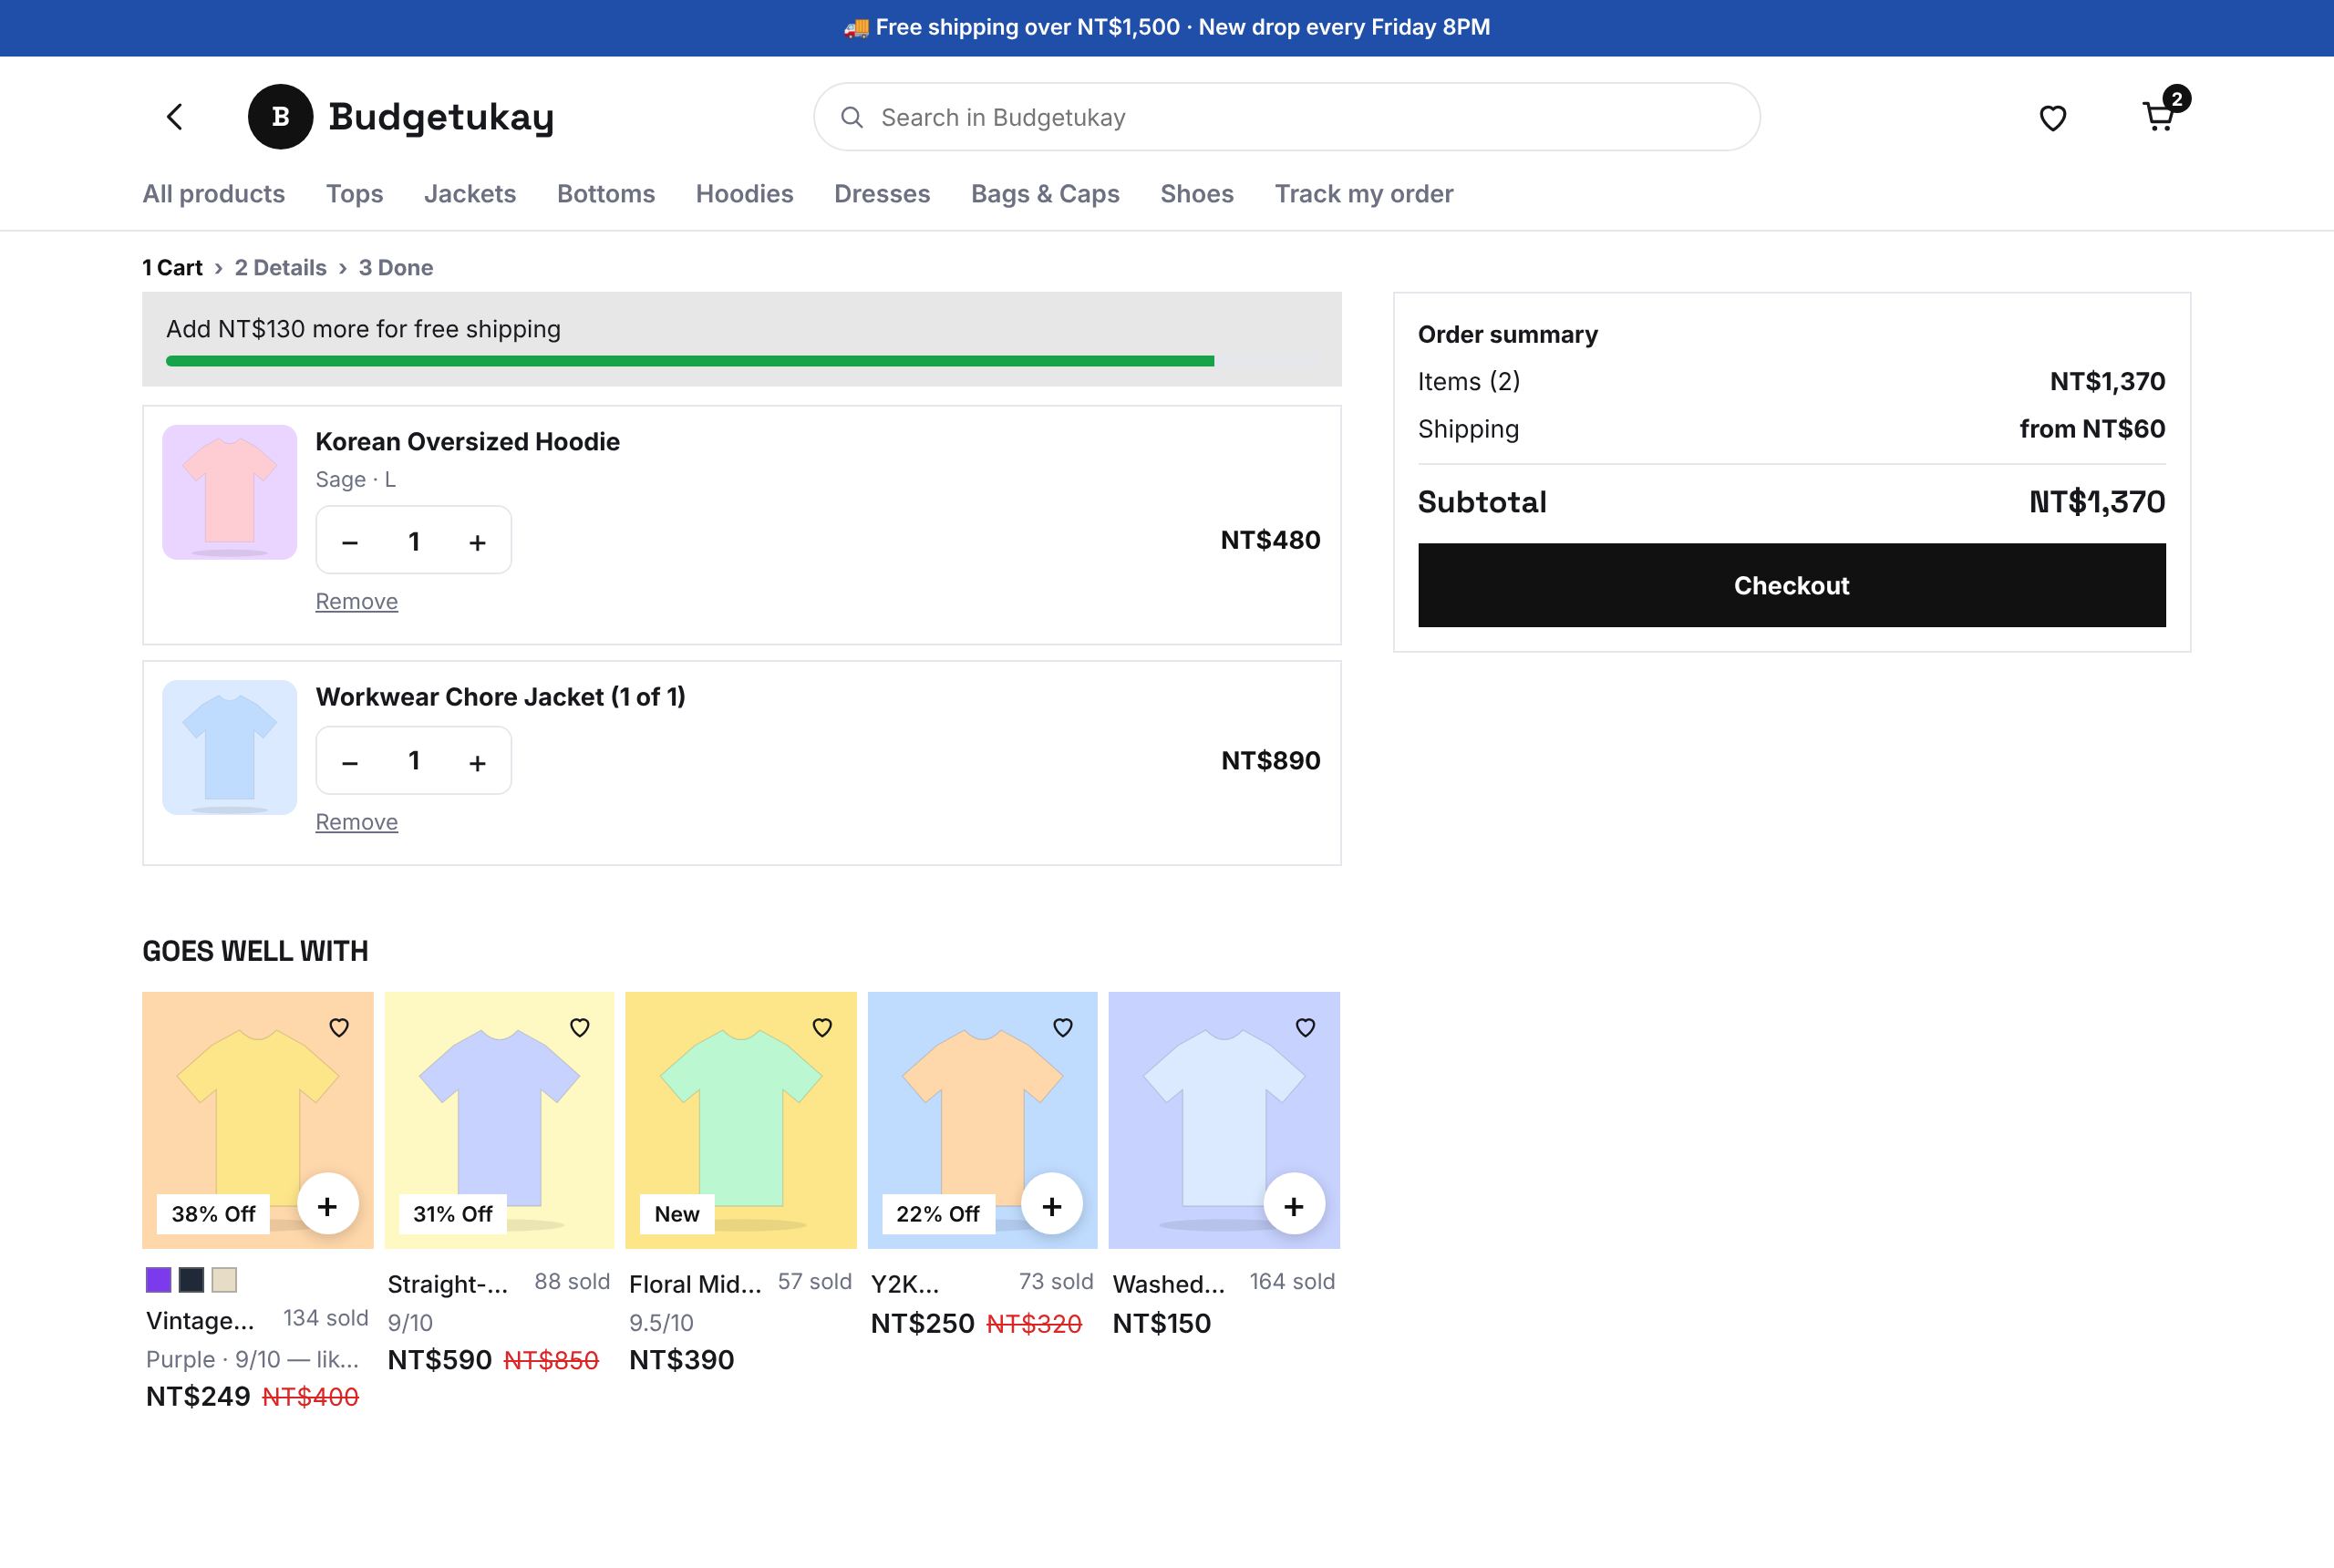 🚚 Free shipping over NT$1,500 · New drop every Friday 8PM
B Budgetukay
Search in Budgetukay
2
All products Tops Jackets Bottoms Hoodies Dresses Bags & Caps Shoes Track my order
1 Cart › 2 Details › 3 Done
Add NT$130 more for free shipping
Korean Oversized Hoodie
Sage · L
− 1 +
NT$480
Remove
Workwear Chore Jacket (1 of 1)
− 1 +
NT$890
Remove
Order summary
Items (2) NT$1,370
Shipping from NT$60
Subtotal NT$1,370
Checkout
GOES WELL WITH
38% Off +
Vintage... 134 sold
Purple · 9/10 — lik...
NT$249 NT$400
31% Off
Straight-... 88 sold
9/10
NT$590 NT$850
New
Floral Mid... 57 sold
9.5/10
NT$390
22% Off +
Y2K... 73 sold
NT$250 NT$320
+
Washed... 164 sold
NT$150